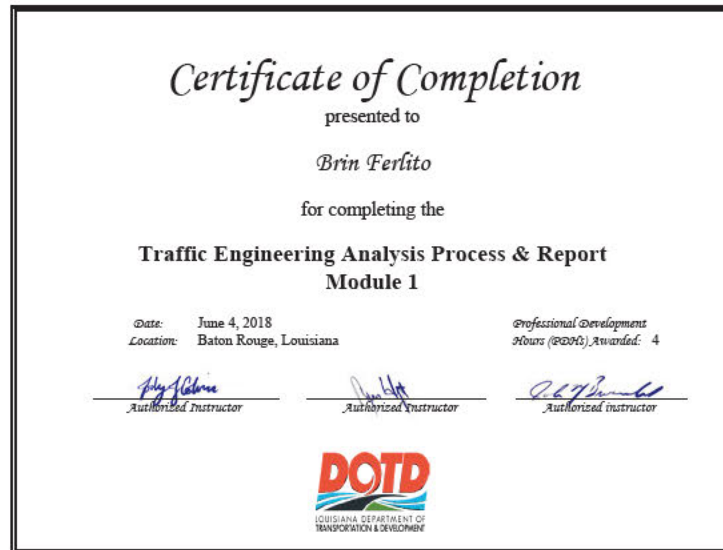 Certificate of Completion
presented to
Brin Ferlito
for completing the
Traffic Engineering Analysis Process & Report
Module 1
Date: June 4, 2018
Location: Baton Rouge, Louisiana
Professional Development
Hours (PDHs) Awarded: 4
Authorized Instructor
Authorized Instructor
Authorized instructor
DOTD
LOUISIANA DEPARTMENT OF
TRANSPORTATION & DEVELOPMENT